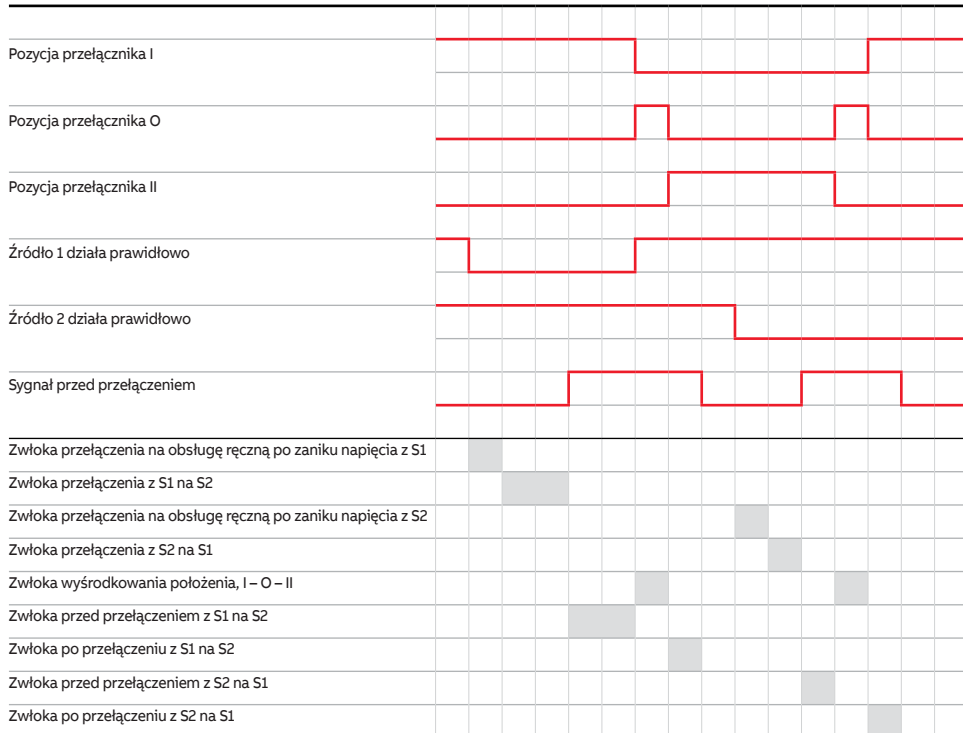 Pozycja przełącznika I
Pozycja przełącznika O
Pozycja przełącznika II
Źródło 1 działa prawidłowo
Źródło 2 działa prawidłowo
Sygnał przed przełączeniem
Zwłoka przełączenia na obsługę ręczną po zaniku napięcia z S1
Zwłoka przełączenia z S1 na S2
Zwłoka przełączenia na obsługę ręczną po zaniku napięcia z S2
Zwłoka przełączenia z S2 na S1
Zwłoka wyśrodkowania położenia, I – O – II
Zwłoka przed przełączeniem z S1 na S2
Zwłoka po przełączeniu z S1 na S2
Zwłoka przed przełączeniem z S2 na S1
Zwłoka po przełączeniu z S2 na S1